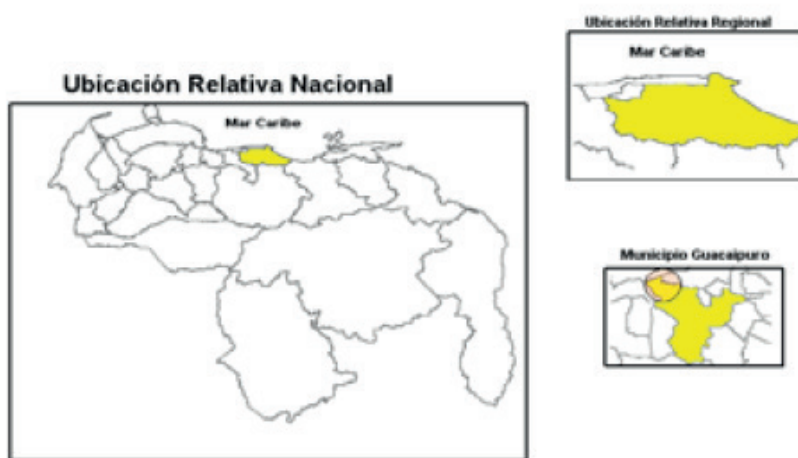 Ubicación Relativa Nacional
Mar Caribe
Ubicación Relativa Regional
Mar Caribe
Municipio Guacaipuro